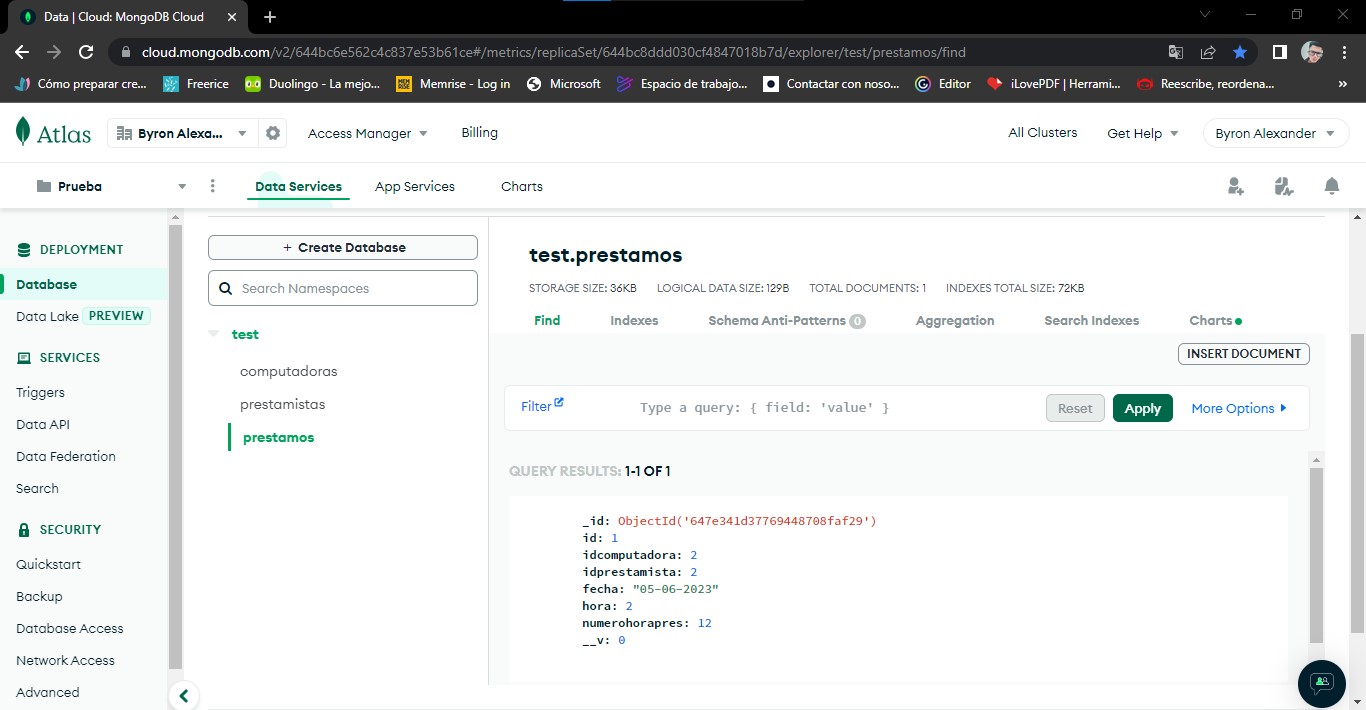 Data | Cloud: MongoDB Cloud
cloud.mongodb.com/v2/644bc6e562c4c837e53b61ce#/metrics/replicaSet/644bc8ddd030cf4847018b7d/explorer/test/prestamos/find
Cómo preparar cre... Freerice Duolingo - La mejo... MEM RISE Memrise - Log in Microsoft Espacio de trabajo... Contactar con noso... Editor iLovePDF | Herrami... Reescribe, reordena... »
Atlas Byron Alexa... Access Manager Billing All Clusters Get Help Byron Alexander
Prueba Data Services App Services Charts
DEPLOYMENT
Database
Data Lake PREVIEW
SERVICES
Triggers
Data API
Data Federation
Search
SECURITY
Quickstart
Backup
Database Access
Network Access
Advanced
+ Create Database
Search Namespaces
test
computadoras
prestamistas
prestamos
test.prestamos
STORAGE SIZE: 36KB LOGICAL DATA SIZE: 129B TOTAL DOCUMENTS: 1 INDEXES TOTAL SIZE: 72KB
Find Indexes Schema Anti-Patterns 0 Aggregation Search Indexes Charts
INSERT DOCUMENT
Filter Type a query: { field: 'value' } Reset Apply More Options
QUERY RESULTS: 1-1 OF 1
_id: ObjectId('647e341d37769448708faf29')
id: 1
idcomputadora: 2
idprestamista: 2
fecha: "05-06-2023"
hora: 2
numerohorapres: 12
__v: 0